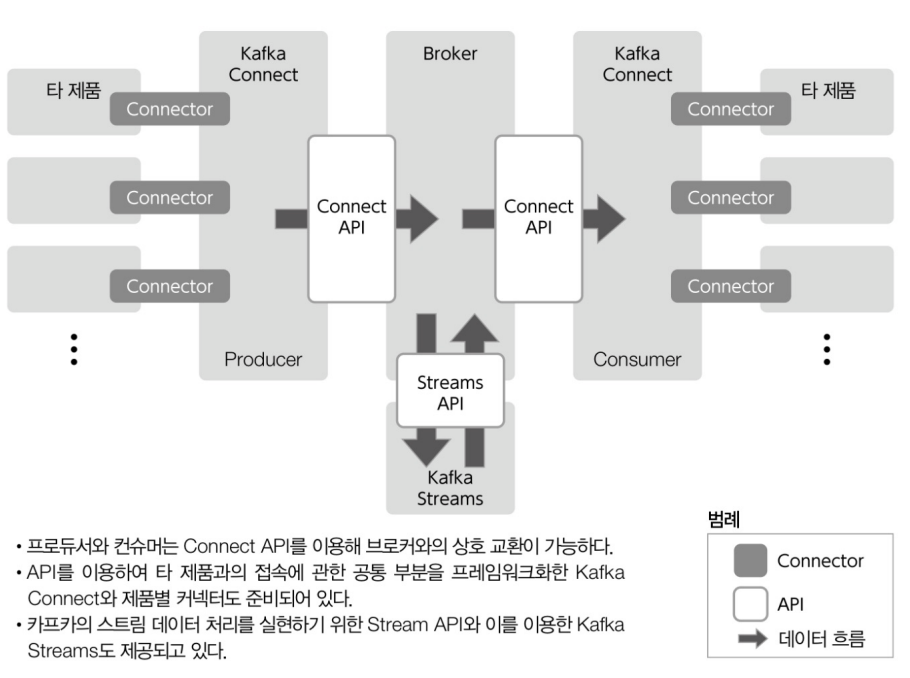 Kafka
Connect
Broker
Kafka
Connect
타 제품
Connector
Connector
타 제품
Connector
Connector
Connect
API
Connect
API
Connector
Connector
Producer
Consumer
Streams
API
Kafka
Streams
범례
Connector
API
데이터 흐름
• 프로듀서와 컨슈머는 Connect API를 이용해 브로커와의 상호 교환이 가능하다.
• API를 이용하여 타 제품과의 접속에 관한 공통 부분을 프레임워크화한 Kafka
Connect와 제품별 커넥터도 준비되어 있다.
• 카프카의 스트림 데이터 처리를 실현하기 위한 Stream API와 이를 이용한 Kafka
Streams도 제공되고 있다.